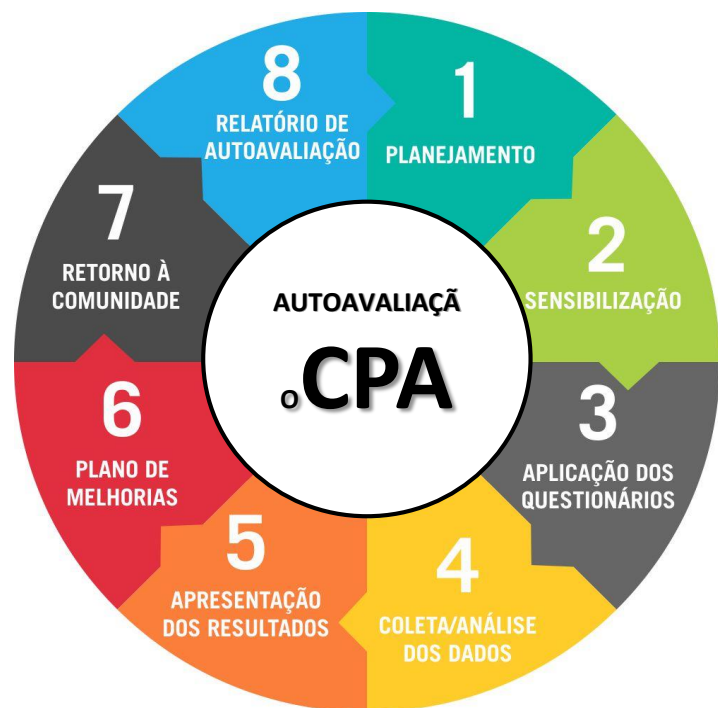 AUTOAVALIAÇÃ
O CPA
1
PLANEJAMENTO
2
SENSIBILIZAÇÃO
3
APLICAÇÃO DOS
QUESTIONÁRIOS
4
COLETA/ANÁLISE
DOS DADOS
5
APRESENTAÇÃO
DOS RESULTADOS
6
PLANO DE
MELHORIAS
7
RETORNO À
COMUNIDADE
8
RELATÓRIO DE
AUTOAVALIAÇÃO